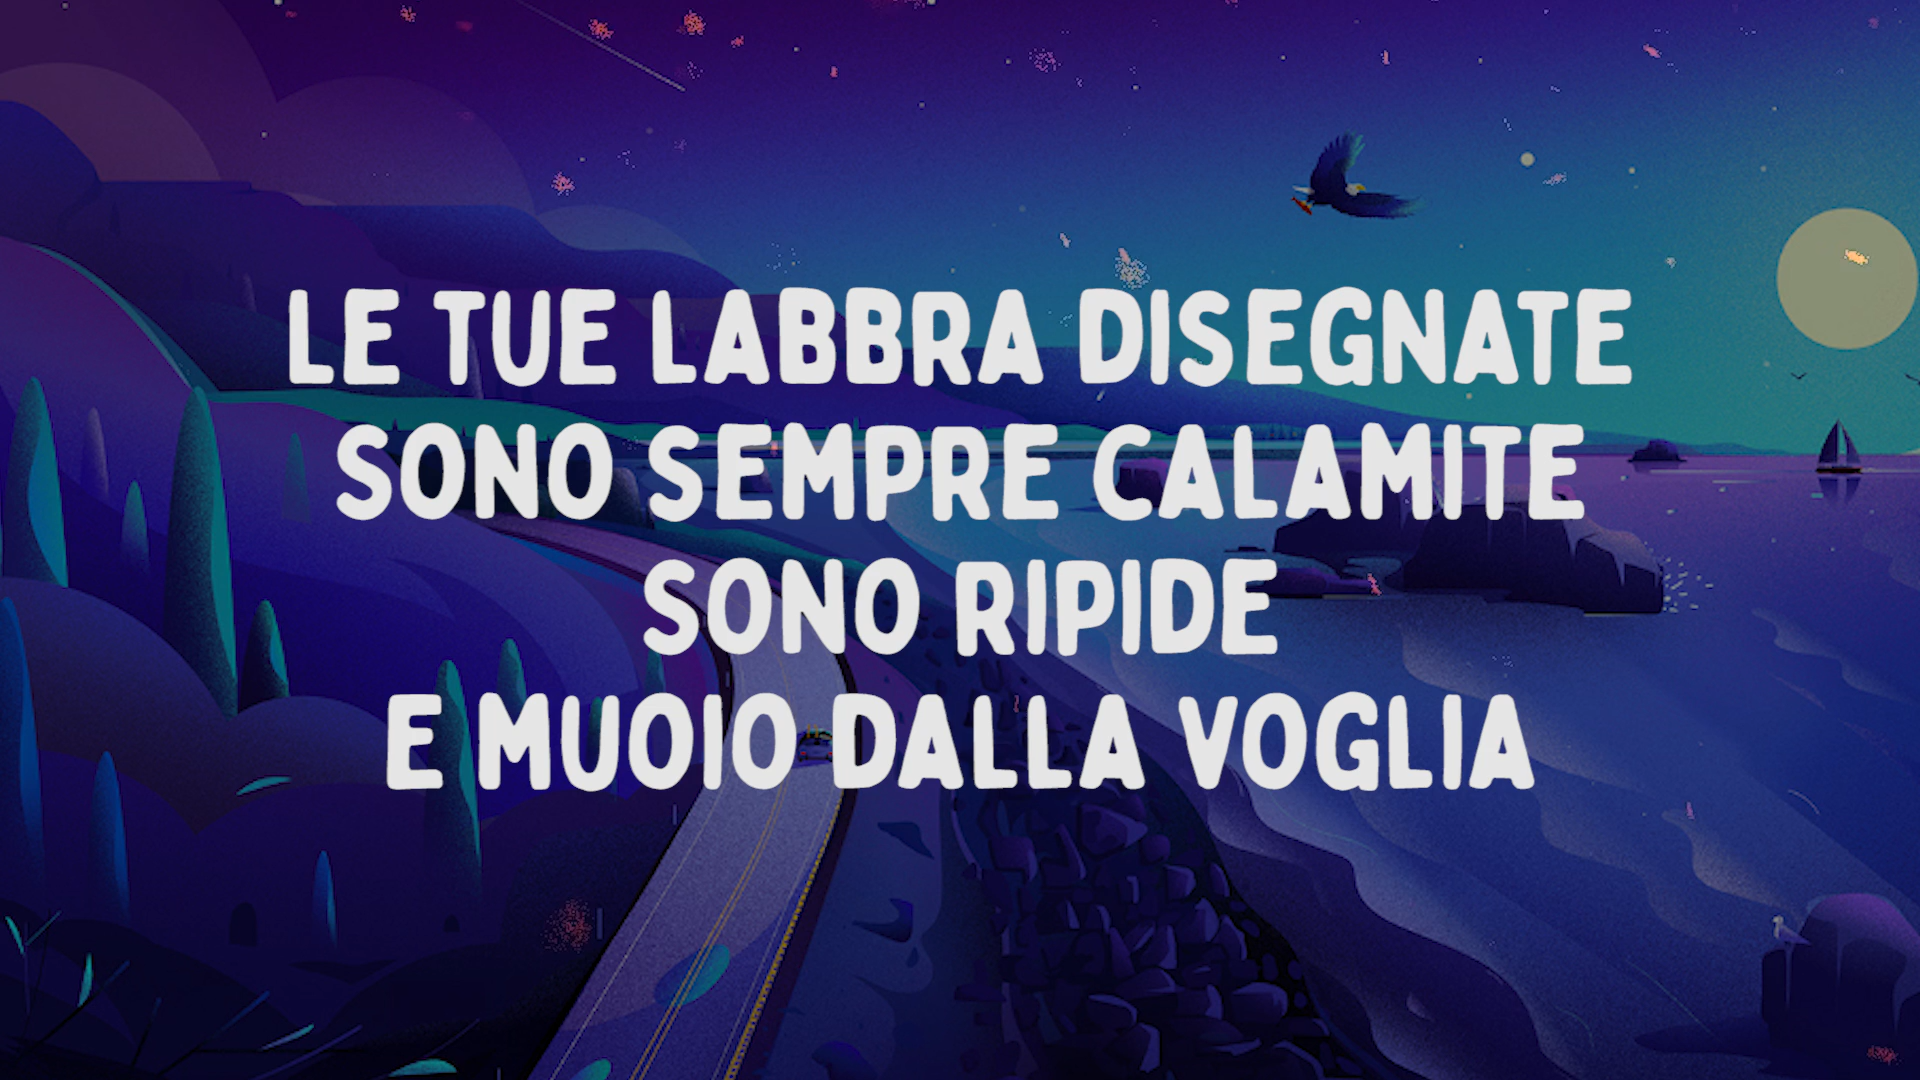 LE TUE LABBRA DISEGNATE
SONO SEMPRE CALAMITE
SONO RIPIDE
E MUOIO DALLA VOGLIA